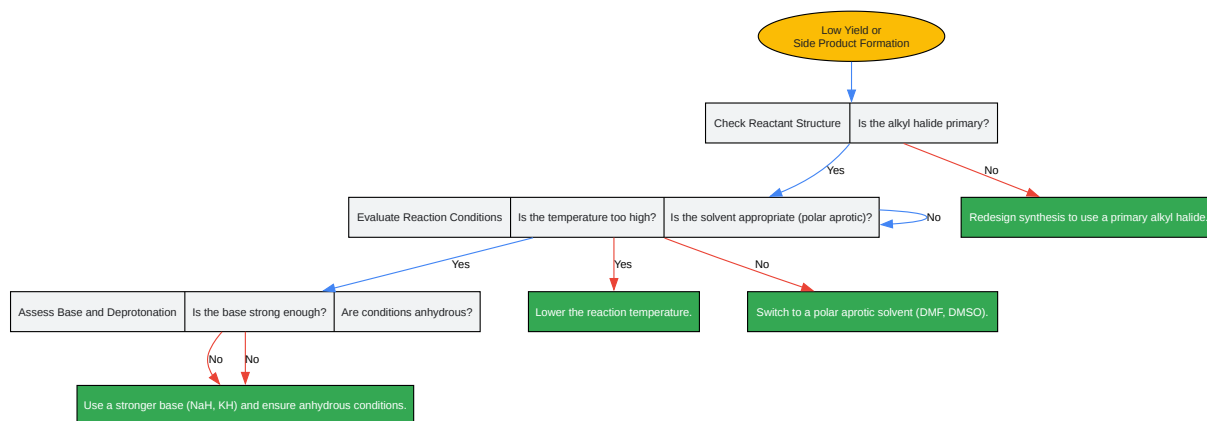 Low Yield or
Side Product Formation
Check Reactant Structure
Is the alkyl halide primary?
Yes
No
Evaluate Reaction Conditions
Is the temperature too high?
Is the solvent appropriate (polar aprotic)?
No
Redesign synthesis to use a primary alkyl halide.
Yes
Yes
No
Assess Base and Deprotonation
Is the base strong enough?
Are conditions anhydrous?
Lower the reaction temperature.
Switch to a polar aprotic solvent (DMF, DMSO).
No
No
Use a stronger base (NaH, KH) and ensure anhydrous conditions.